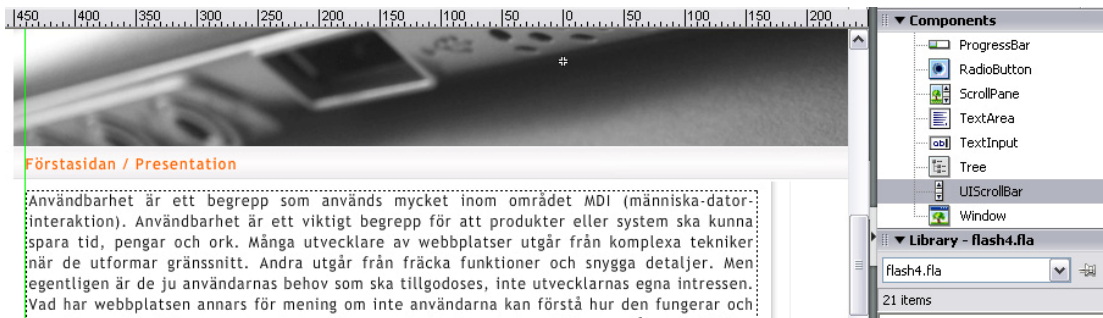 450 400 350 300 250 200 150 100 50 0 50 100 150 200
Förstasidan / Presentation
Användbarhet är ett begrepp som används mycket inom området MDI (människa-dator-
interaktion). Användbarhet är ett viktigt begrepp för att produkter eller system ska kunna
spara tid, pengar och ork. Många utvecklare av webbplatser utgår från komplexa tekniker
när de utformar gränssnitt. Andra utgår från fräcka funktioner och snygga detaljer. Men
egentligen är de ju användarnas behov som ska tillgodoses, inte utvecklarnas egna intressen.
Vad har webbplatsen annars för mening om inte användarna kan förstå hur den fungerar och
Components
ProgressBar
RadioButton
ScrollPane
TextArea
TextInput
Tree
UIScrollBar
Window
Library - flash4.fla
flash4.fla
21 items